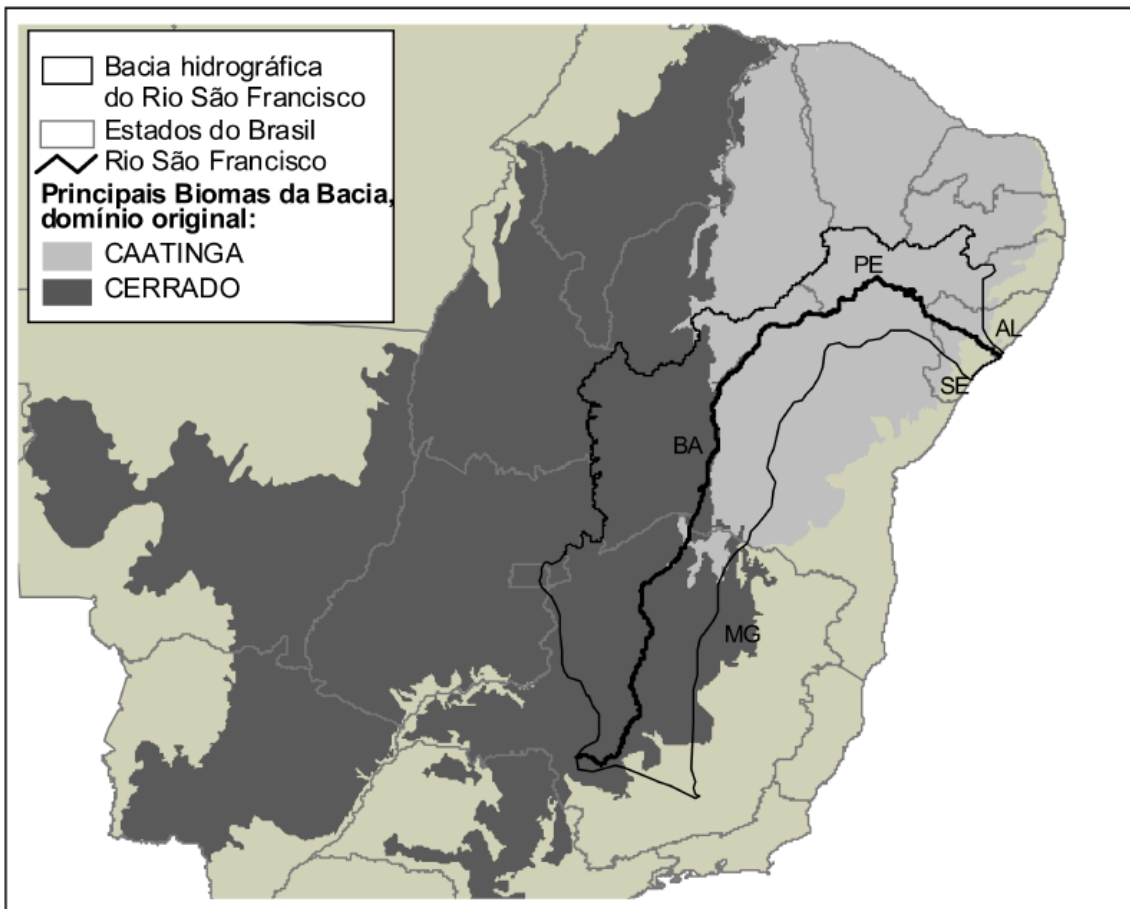 Bacia hidrográfica
do Rio São Francisco
Estados do Brasil
Rio São Francisco
Principais Biomas da Bacia,
domínio original:
CAATINGA
CERRADO
PE
AL
SE
BA
MG